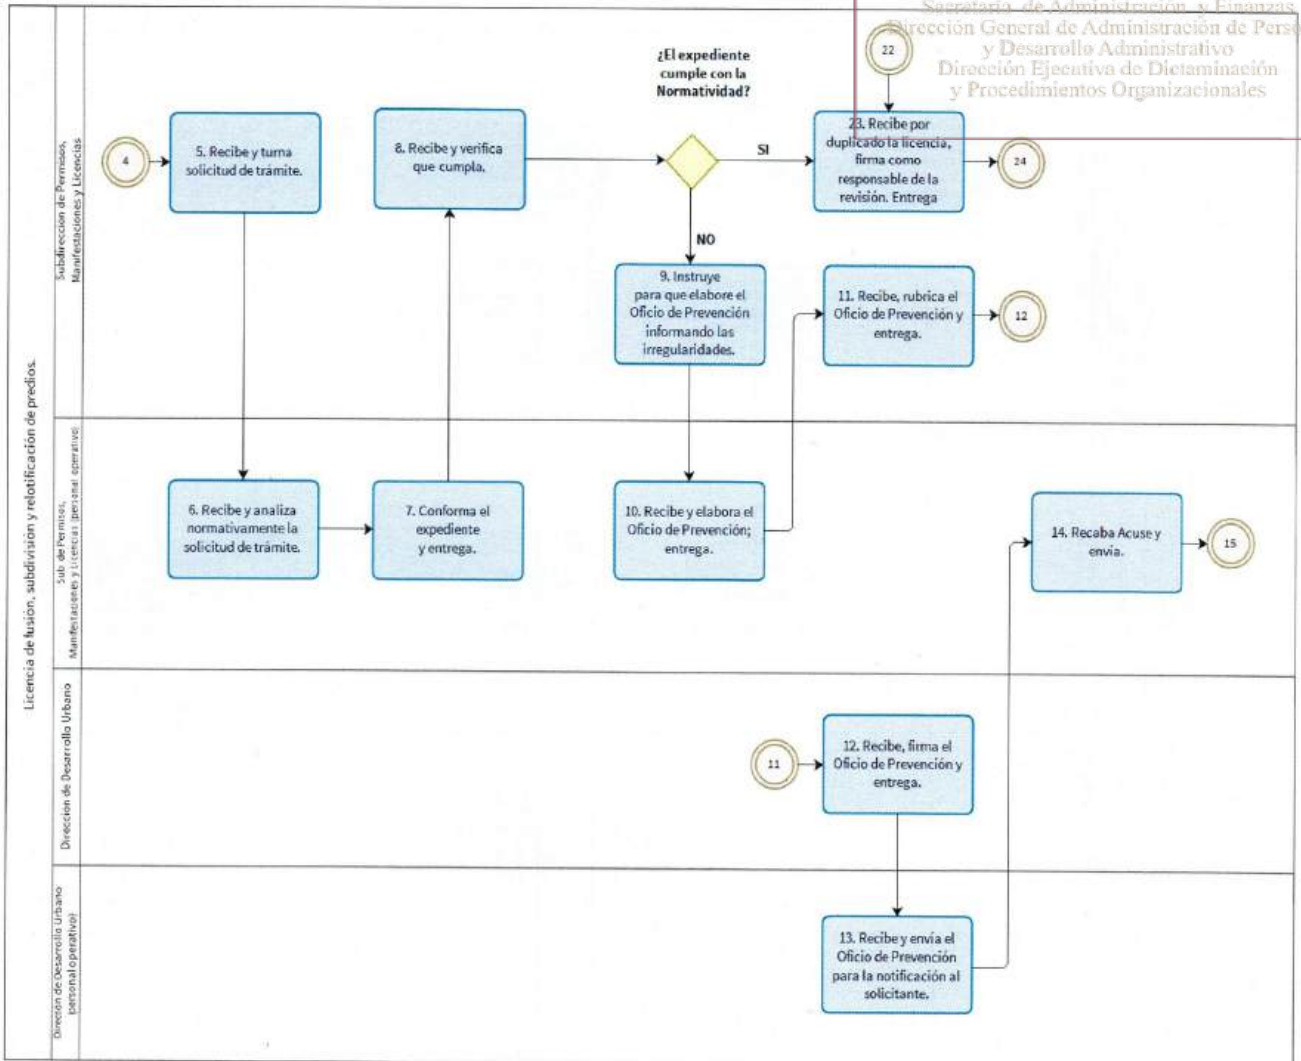 Secretaría de Administración y Finanzas
Dirección General de Administración de Perso
y Desarrollo Administrativo
Dirección Ejecutiva de Dictaminación
y Procedimientos Organizacionales
Licencia de fusión, subdivisión y relotificación de predios.
Subdirección de Permisos,
Manifestaciones y Licencias
4
5. Recibe y turna
solicitud de trámite.
8. Recibe y verifica
que cumpla.
¿El expediente
cumple con la
Normatividad?
SI
NO
22
23. Recibe por
duplicado la licencia,
firma como
responsable de la
revisión. Entrega
24
9. Instruye
para que elabore el
Oficio de Prevención
informando las
irregularidades.
11. Recibe, rubrica el
Oficio de Prevención y
entrega.
12
Sub. de Permisos,
Manifestaciones y Licencias (personal operativo)
6. Recibe y analiza
normativamente la
solicitud de trámite.
7. Conforma el
expediente
y entrega.
10. Recibe y elabora el
Oficio de Prevención;
entrega.
14. Recaba Acuse y
envía.
15
Dirección de Desarrollo Urbano
11
12. Recibe, firma el
Oficio de Prevención y
entrega.
Dirección de Desarrollo Urbano
(personal operativo)
13. Recibe y envía el
Oficio de Prevención
para la notificación al
solicitante.